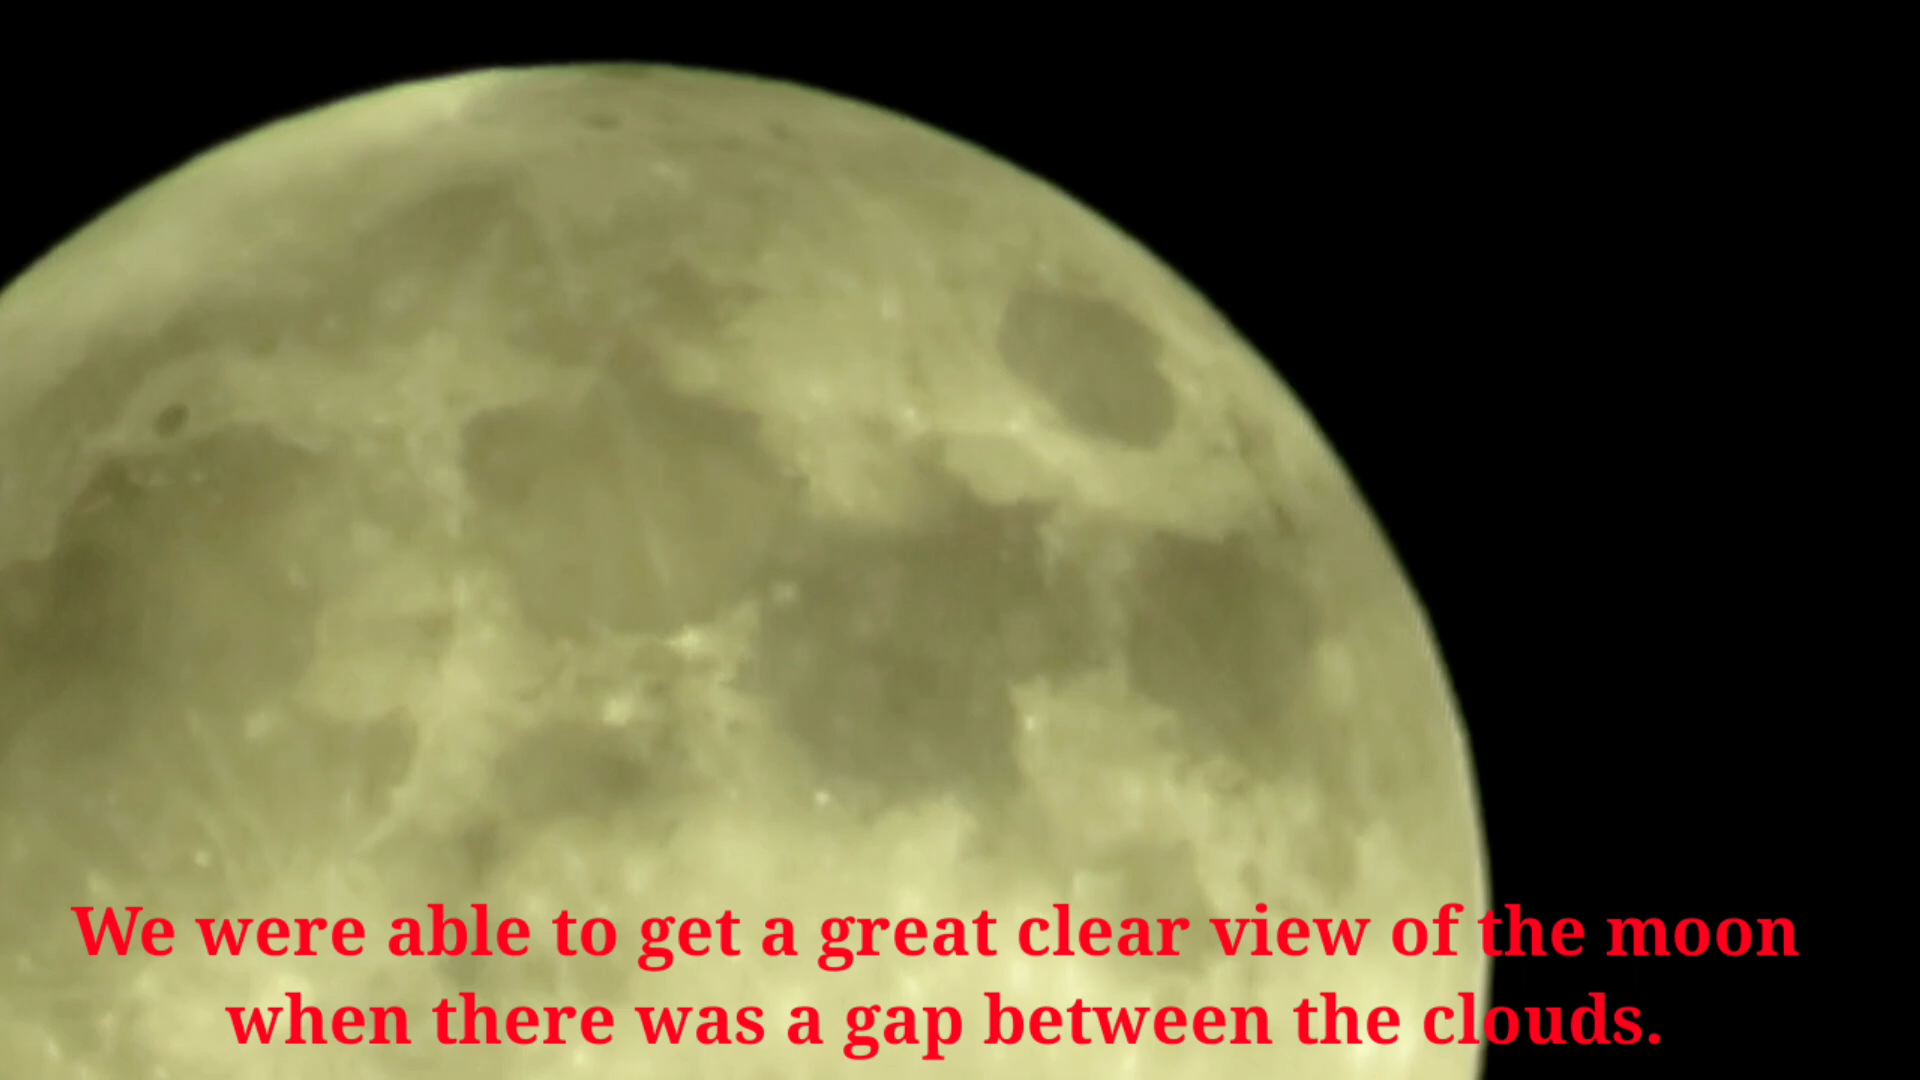 We were able to get a great clear view of the moon
when there was a gap between the clouds.